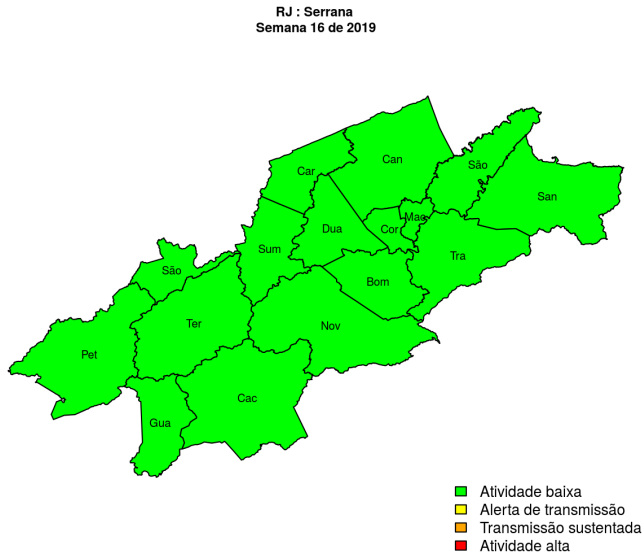 RJ : Serrana
Semana 16 de 2019
Can
São
Car
San
Mac
Dua
Cor
Sum
Tra
São
Bom
Ter
Nov
Pet
Cac
Gua
Atividade baixa
Alerta de transmissão
Transmissão sustentada
Atividade alta